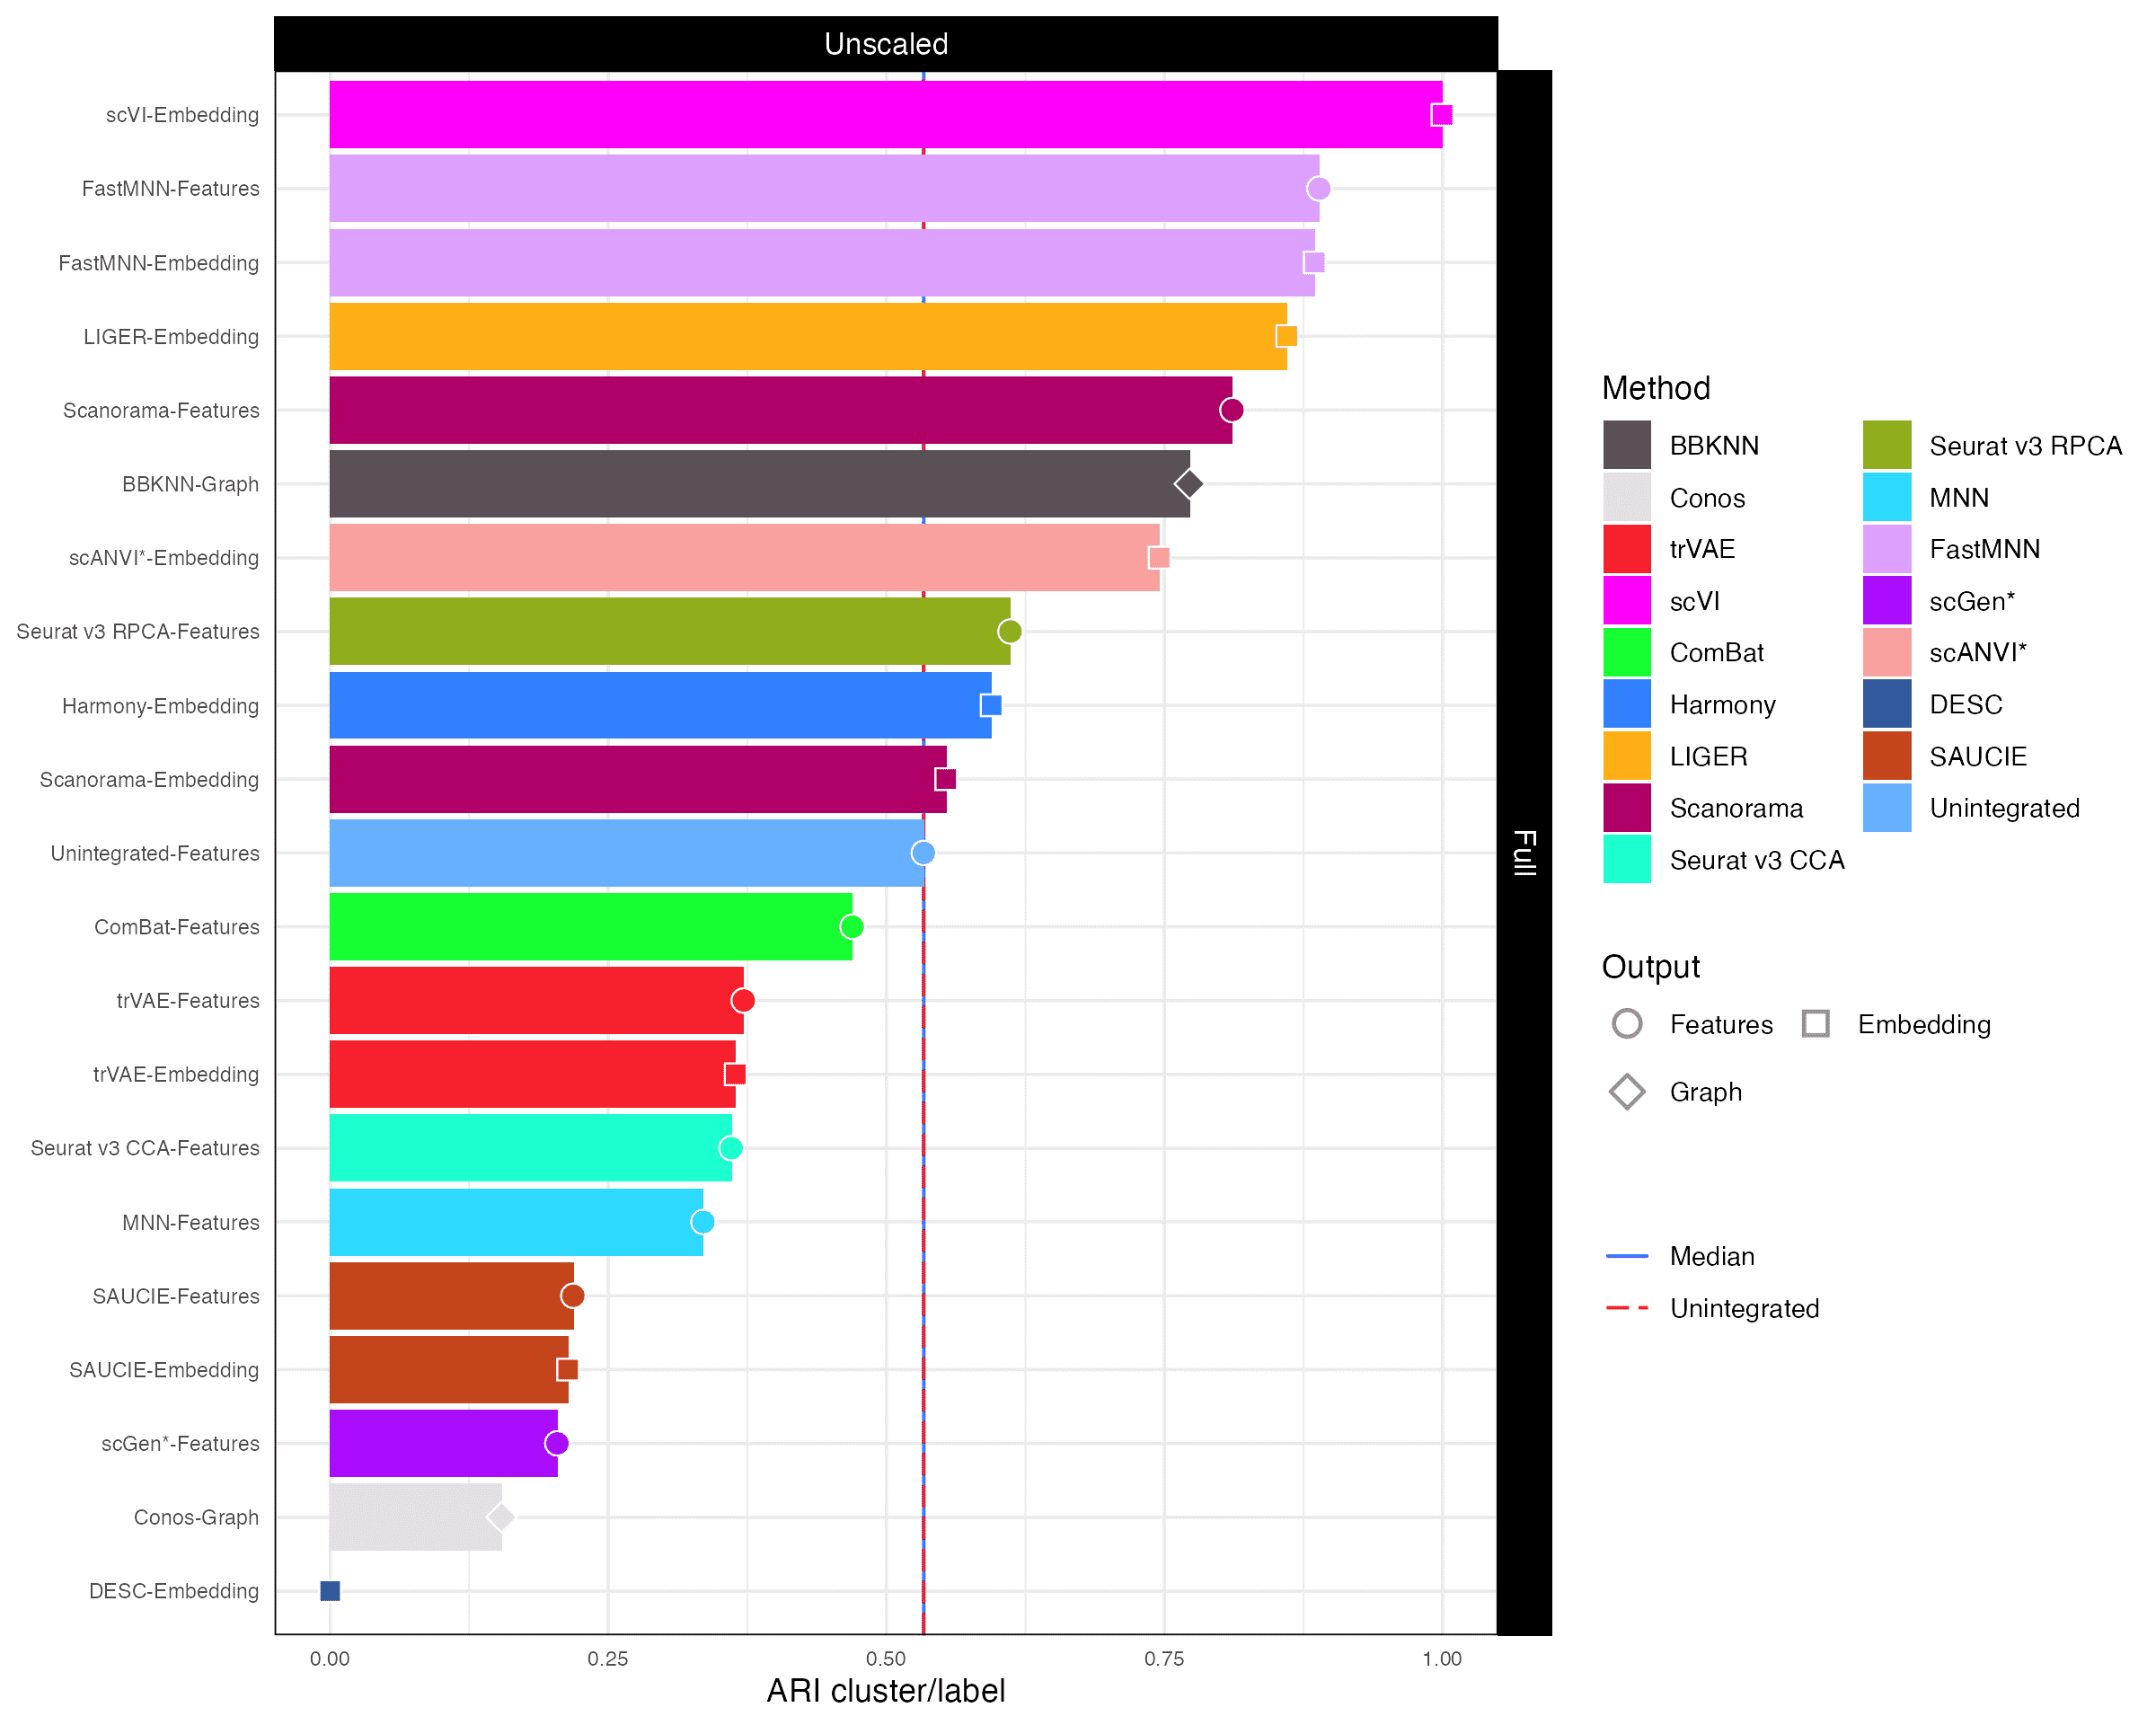 Unscaled
scVI-Embedding
FastMNN-Features
FastMNN-Embedding
LIGER-Embedding
Scanorama-Features
BBKNN-Graph
scANVI*-Embedding
Seurat v3 RPCA-Features
Harmony-Embedding
Scanorama-Embedding
Unintegrated-Features
ComBat-Features
trVAE-Features
trVAE-Embedding
Seurat v3 CCA-Features
MNN-Features
SAUCIE-Features
SAUCIE-Embedding
scGen*-Features
Conos-Graph
DESC-Embedding
0.00 0.25 0.50 0.75 1.00
ARI cluster/label
Full
Method
BBKNN
Conos
trVAE
scVI
ComBat
Harmony
LIGER
Scanorama
Seurat v3 CCA
Seurat v3 RPCA
MNN
FastMNN
scGen*
scANVI*
DESC
SAUCIE
Unintegrated
Output
Features Embedding
Graph
Median
Unintegrated